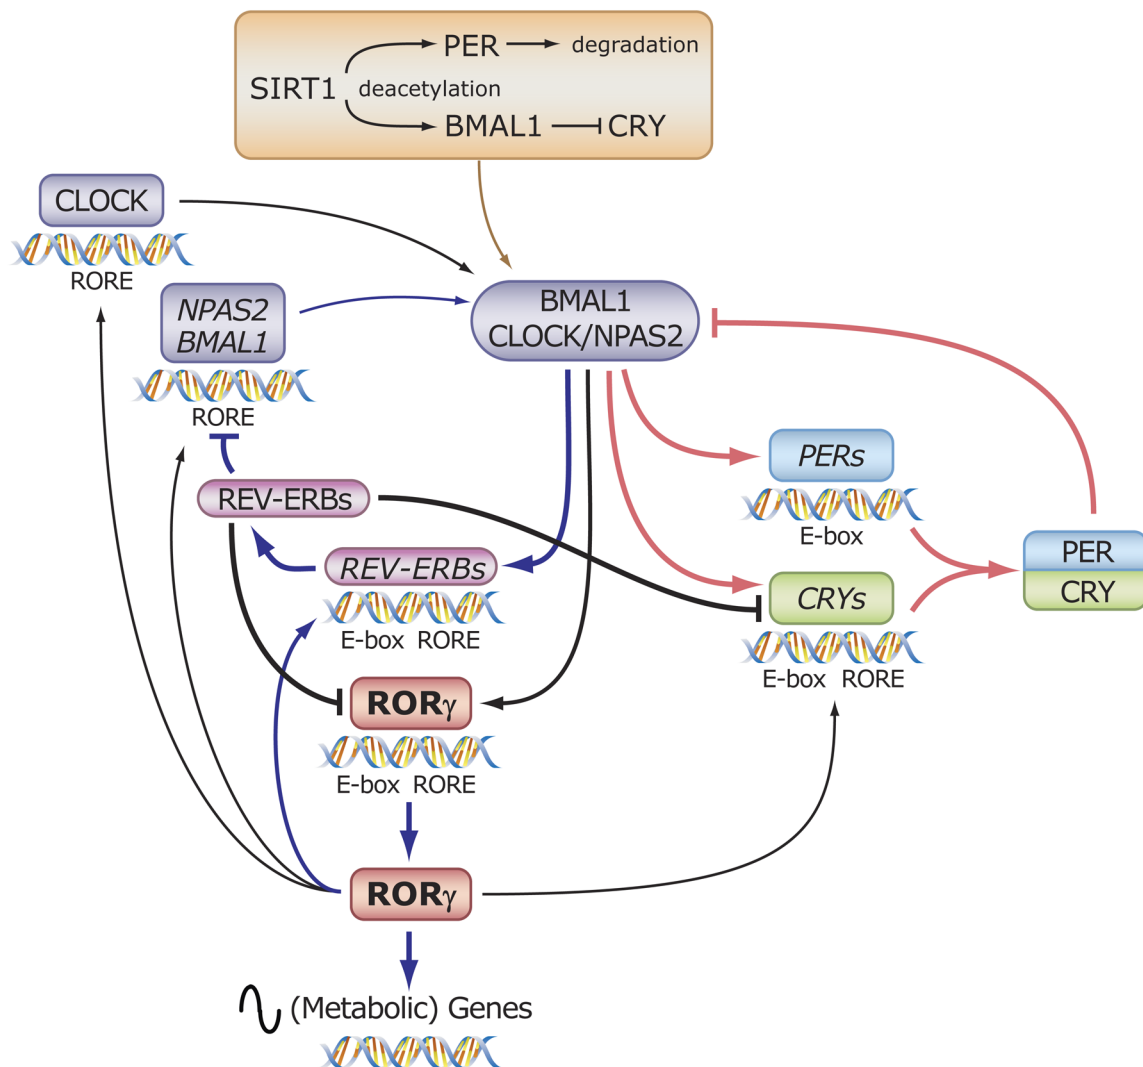 PER
degradation
SIRT1
deacetylation
BMAL1
CRY
CLOCK
RORE
NPAS2
BMAL1
RORE
BMAL1
CLOCK/NPAS2
PERs
E-box
REV-ERBs
REV-ERBs
E-box RORE
CRYs
E-box RORE
PER
CRY
RORγ
E-box RORE
RORγ
(Metabolic) Genes